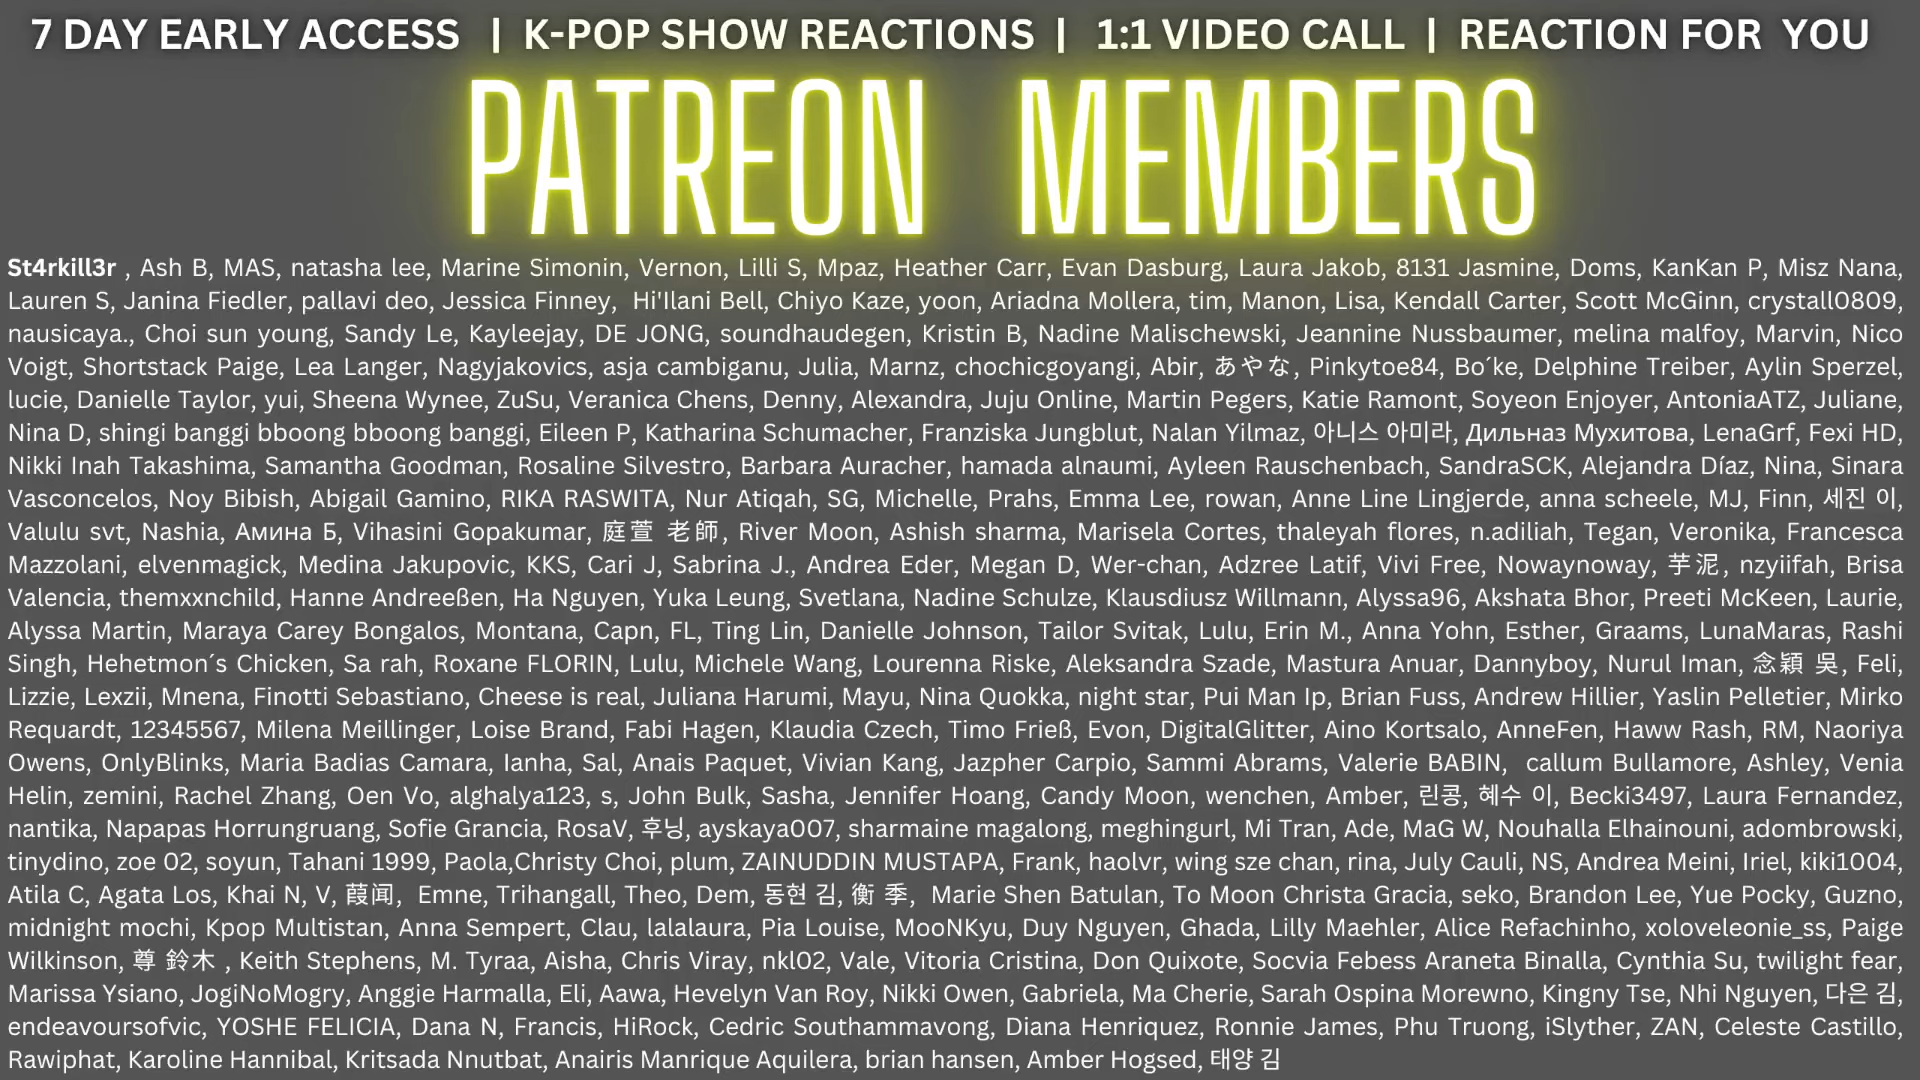 7 DAY EARLY ACCESS | K-POP SHOW REACTIONS | 1:1 VIDEO CALL | REACTION FOR YOU
PATREON MEMBERS
St4rkill3r , Ash B, MAS, natasha lee, Marine Simonin, Vernon, Lilli S, Mpaz, Heather Carr, Evan Dasburg, Laura Jakob, 8131 Jasmine, Doms, KanKan P, Misz Nana,
Lauren S, Janina Fiedler, pallavi deo, Jessica Finney, Hi'Ilani Bell, Chiyo Kaze, yoon, Ariadna Mollera, tim, Manon, Lisa, Kendall Carter, Scott McGinn, crystall0809,
nausicaya., Choi sun young, Sandy Le, Kayleejay, DE JONG, soundhaudegen, Kristin B, Nadine Malischewski, Jeannine Nussbaumer, melina malfoy, Marvin, Nico
Voigt, Shortstack Paige, Lea Langer, Nagyjakovics, asja cambiganu, Julia, Marnz, chochicgoyangi, Abir, あやな, Pinkytoe84, Bo´ke, Delphine Treiber, Aylin Sperzel,
lucie, Danielle Taylor, yui, Sheena Wynee, ZuSu, Veranica Chens, Denny, Alexandra, Juju Online, Martin Pegers, Katie Ramont, Soyeon Enjoyer, AntoniaATZ, Juliane,
Nina D, shingi banggi bboong bboong banggi, Eileen P, Katharina Schumacher, Franziska Jungblut, Nalan Yilmaz, 아니스 아미라, Дильназ Мухитова, LenaGrf, Fexi HD,
Nikki Inah Takashima, Samantha Goodman, Rosaline Silvestro, Barbara Auracher, hamada alnaumi, Ayleen Rauschenbach, SandraSCK, Alejandra Díaz, Nina, Sinara
Vasconcelos, Noy Bibish, Abigail Gamino, RIKA RASWITA, Nur Atiqah, SG, Michelle, Prahs, Emma Lee, rowan, Anne Line Lingjerde, anna scheele, MJ, Finn, 세진 이,
Valulu svt, Nashia, Амина Б, Vihasini Gopakumar, 庭萱 老師, River Moon, Ashish sharma, Marisela Cortes, thaleyah flores, n.adiliah, Tegan, Veronika, Francesca
Mazzolani, elvenmagick, Medina Jakupovic, KKS, Cari J, Sabrina J., Andrea Eder, Megan D, Wer-chan, Adzree Latif, Vivi Free, Nowaynoway, 芋泥, nzyiifah, Brisa
Valencia, themxxnchild, Hanne Andreeßen, Ha Nguyen, Yuka Leung, Svetlana, Nadine Schulze, Klausdiusz Willmann, Alyssa96, Akshata Bhor, Preeti McKeen, Laurie,
Alyssa Martin, Maraya Carey Bongalos, Montana, Capn, FL, Ting Lin, Danielle Johnson, Tailor Svitak, Lulu, Erin M., Anna Yohn, Esther, Graams, LunaMaras, Rashi
Singh, Hehetmon´s Chicken, Sa rah, Roxane FLORIN, Lulu, Michele Wang, Lourenna Riske, Aleksandra Szade, Mastura Anuar, Dannyboy, Nurul Iman, 念穎 吳, Feli,
Lizzie, Lexzii, Mnena, Finotti Sebastiano, Cheese is real, Juliana Harumi, Mayu, Nina Quokka, night star, Pui Man Ip, Brian Fuss, Andrew Hillier, Yaslin Pelletier, Mirko
Requardt, 12345567, Milena Meillinger, Loise Brand, Fabi Hagen, Klaudia Czech, Timo Frieß, Evon, DigitalGlitter, Aino Kortsalo, AnneFen, Haww Rash, RM, Naoriya
Owens, OnlyBlinks, Maria Badias Camara, Ianha, Sal, Anais Paquet, Vivian Kang, Jazpher Carpio, Sammi Abrams, Valerie BABIN, callum Bullamore, Ashley, Venia
Helin, zemini, Rachel Zhang, Oen Vo, alghalya123, s, John Bulk, Sasha, Jennifer Hoang, Candy Moon, wenchen, Amber, 린콩, 혜수 이, Becki3497, Laura Fernandez,
nantika, Napapas Horrungruang, Sofie Grancia, RosaV, 후닝, ayskaya007, sharmaine magalong, meghingurl, Mi Tran, Ade, MaG W, Nouhalla Elhainouni, adombrowski,
tinydino, zoe 02, soyun, Tahani 1999, Paola,Christy Choi, plum, ZAINUDDIN MUSTAPA, Frank, haolvr, wing sze chan, rina, July Cauli, NS, Andrea Meini, Iriel, kiki1004,
Atila C, Agata Los, Khai N, V, 葭闻, Emne, Trihangall, Theo, Dem, 동현 김, 衡 季, Marie Shen Batulan, To Moon Christa Gracia, seko, Brandon Lee, Yue Pocky, Guzno,
midnight mochi, Kpop Multistan, Anna Sempert, Clau, lalalaura, Pia Louise, MooNKyu, Duy Nguyen, Ghada, Lilly Maehler, Alice Refachinho, xoloveleonie_ss, Paige
Wilkinson, 尊 鈴木 , Keith Stephens, M. Tyraa, Aisha, Chris Viray, nkl02, Vale, Vitoria Cristina, Don Quixote, Socvia Febess Araneta Binalla, Cynthia Su, twilight fear,
Marissa Ysiano, JogiNoMogry, Anggie Harmalla, Eli, Aawa, Hevelyn Van Roy, Nikki Owen, Gabriela, Ma Cherie, Sarah Ospina Morewno, Kingny Tse, Nhi Nguyen, 다은 김,
endeavoursofvic, YOSHE FELICIA, Dana N, Francis, HiRock, Cedric Southammavong, Diana Henriquez, Ronnie James, Phu Truong, iSlyther, ZAN, Celeste Castillo,
Rawiphat, Karoline Hannibal, Kritsada Nnutbat, Anairis Manrique Aquilera, brian hansen, Amber Hogsed, 태양 김